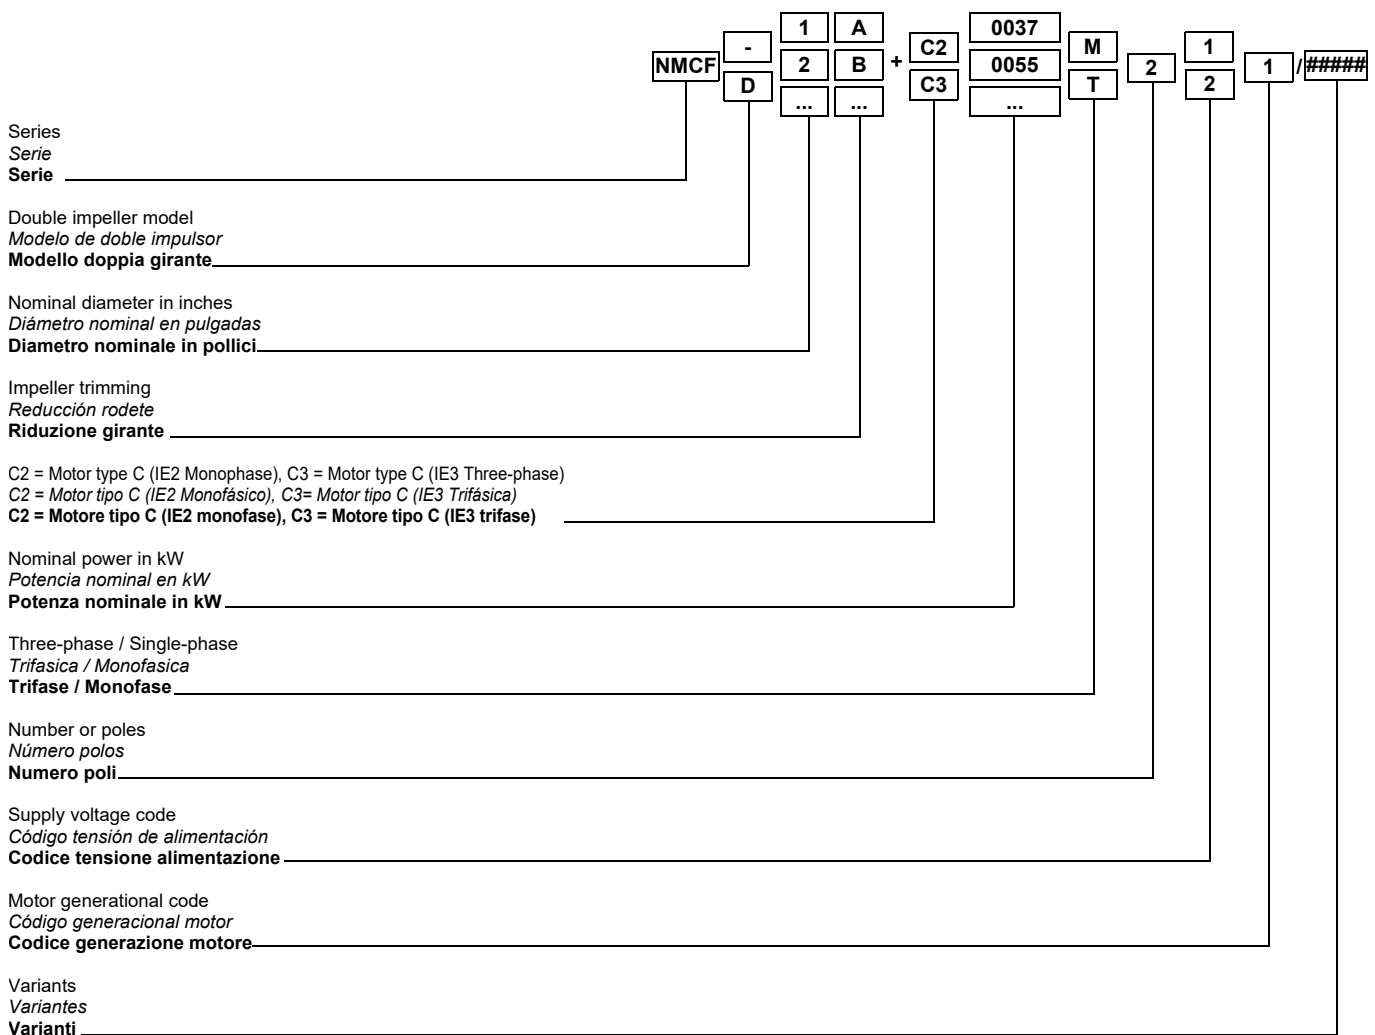 1 A 0037
- C2 M 1
NMCF 2 B + 0055 2 1 / #####
D C3 T 2
... ... ...
Series
Serie
Serie
Double impeller model
Modelo de doble impulsor
Modello doppia girante
Nominal diameter in inches
Diámetro nominal en pulgadas
Diametro nominale in pollici
Impeller trimming
Reducción rodete
Riduzione girante
C2 = Motor type C (IE2 Monophase), C3 = Motor type C (IE3 Three-phase)
C2 = Motor tipo C (IE2 Monofásico), C3= Motor tipo C (IE3 Trifásica)
C2 = Motore tipo C (IE2 monofase), C3 = Motore tipo C (IE3 trifase)
Nominal power in kW
Potencia nominal en kW
Potenza nominale in kW
Three-phase / Single-phase
Trifasica / Monofasica
Trifase / Monofase
Number or poles
Número polos
Numero poli
Supply voltage code
Código tensión de alimentación
Codice tensione alimentazione
Motor generational code
Código generacional motor
Codice generazione motore
Variants
Variantes
Varianti